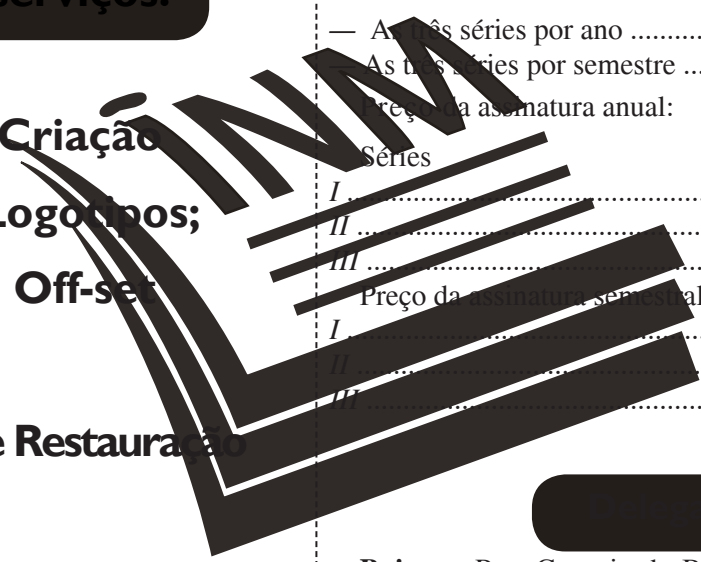 serviços:
Criação
Logotipos;
Off-set
e Restauração
INM
— As três séries por ano ..........
— As três séries por semestre ...
Preço da assinatura anual:
Séries
I
II
III
Preço da assinatura semestral
I
II
III